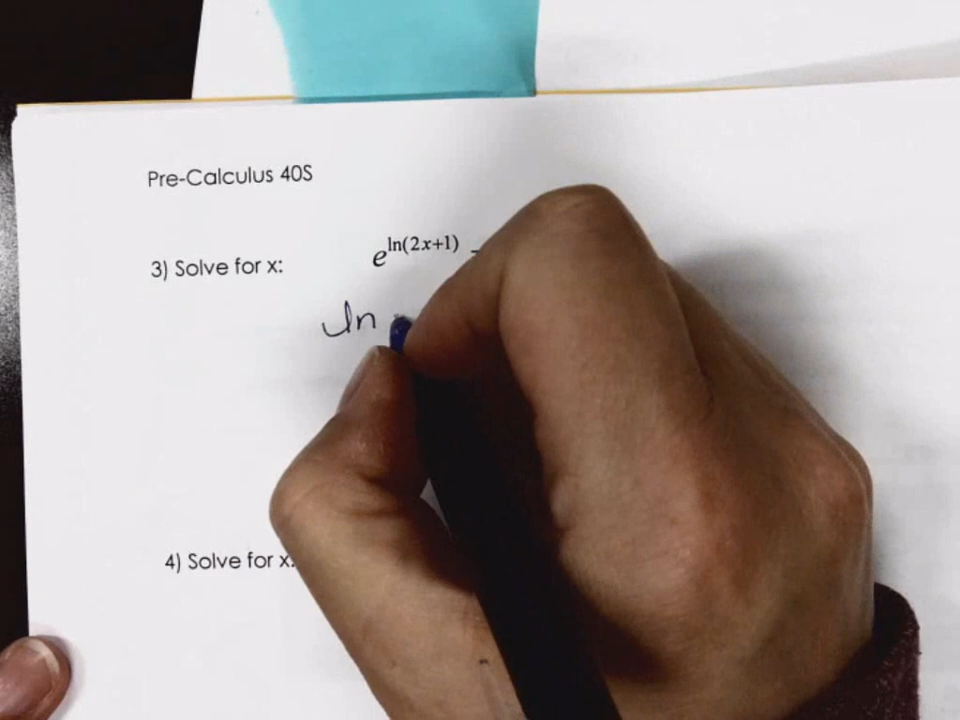 Pre-Calculus 40S
3) Solve for x: e^ln(2x+1)
ln
4) Solve for x